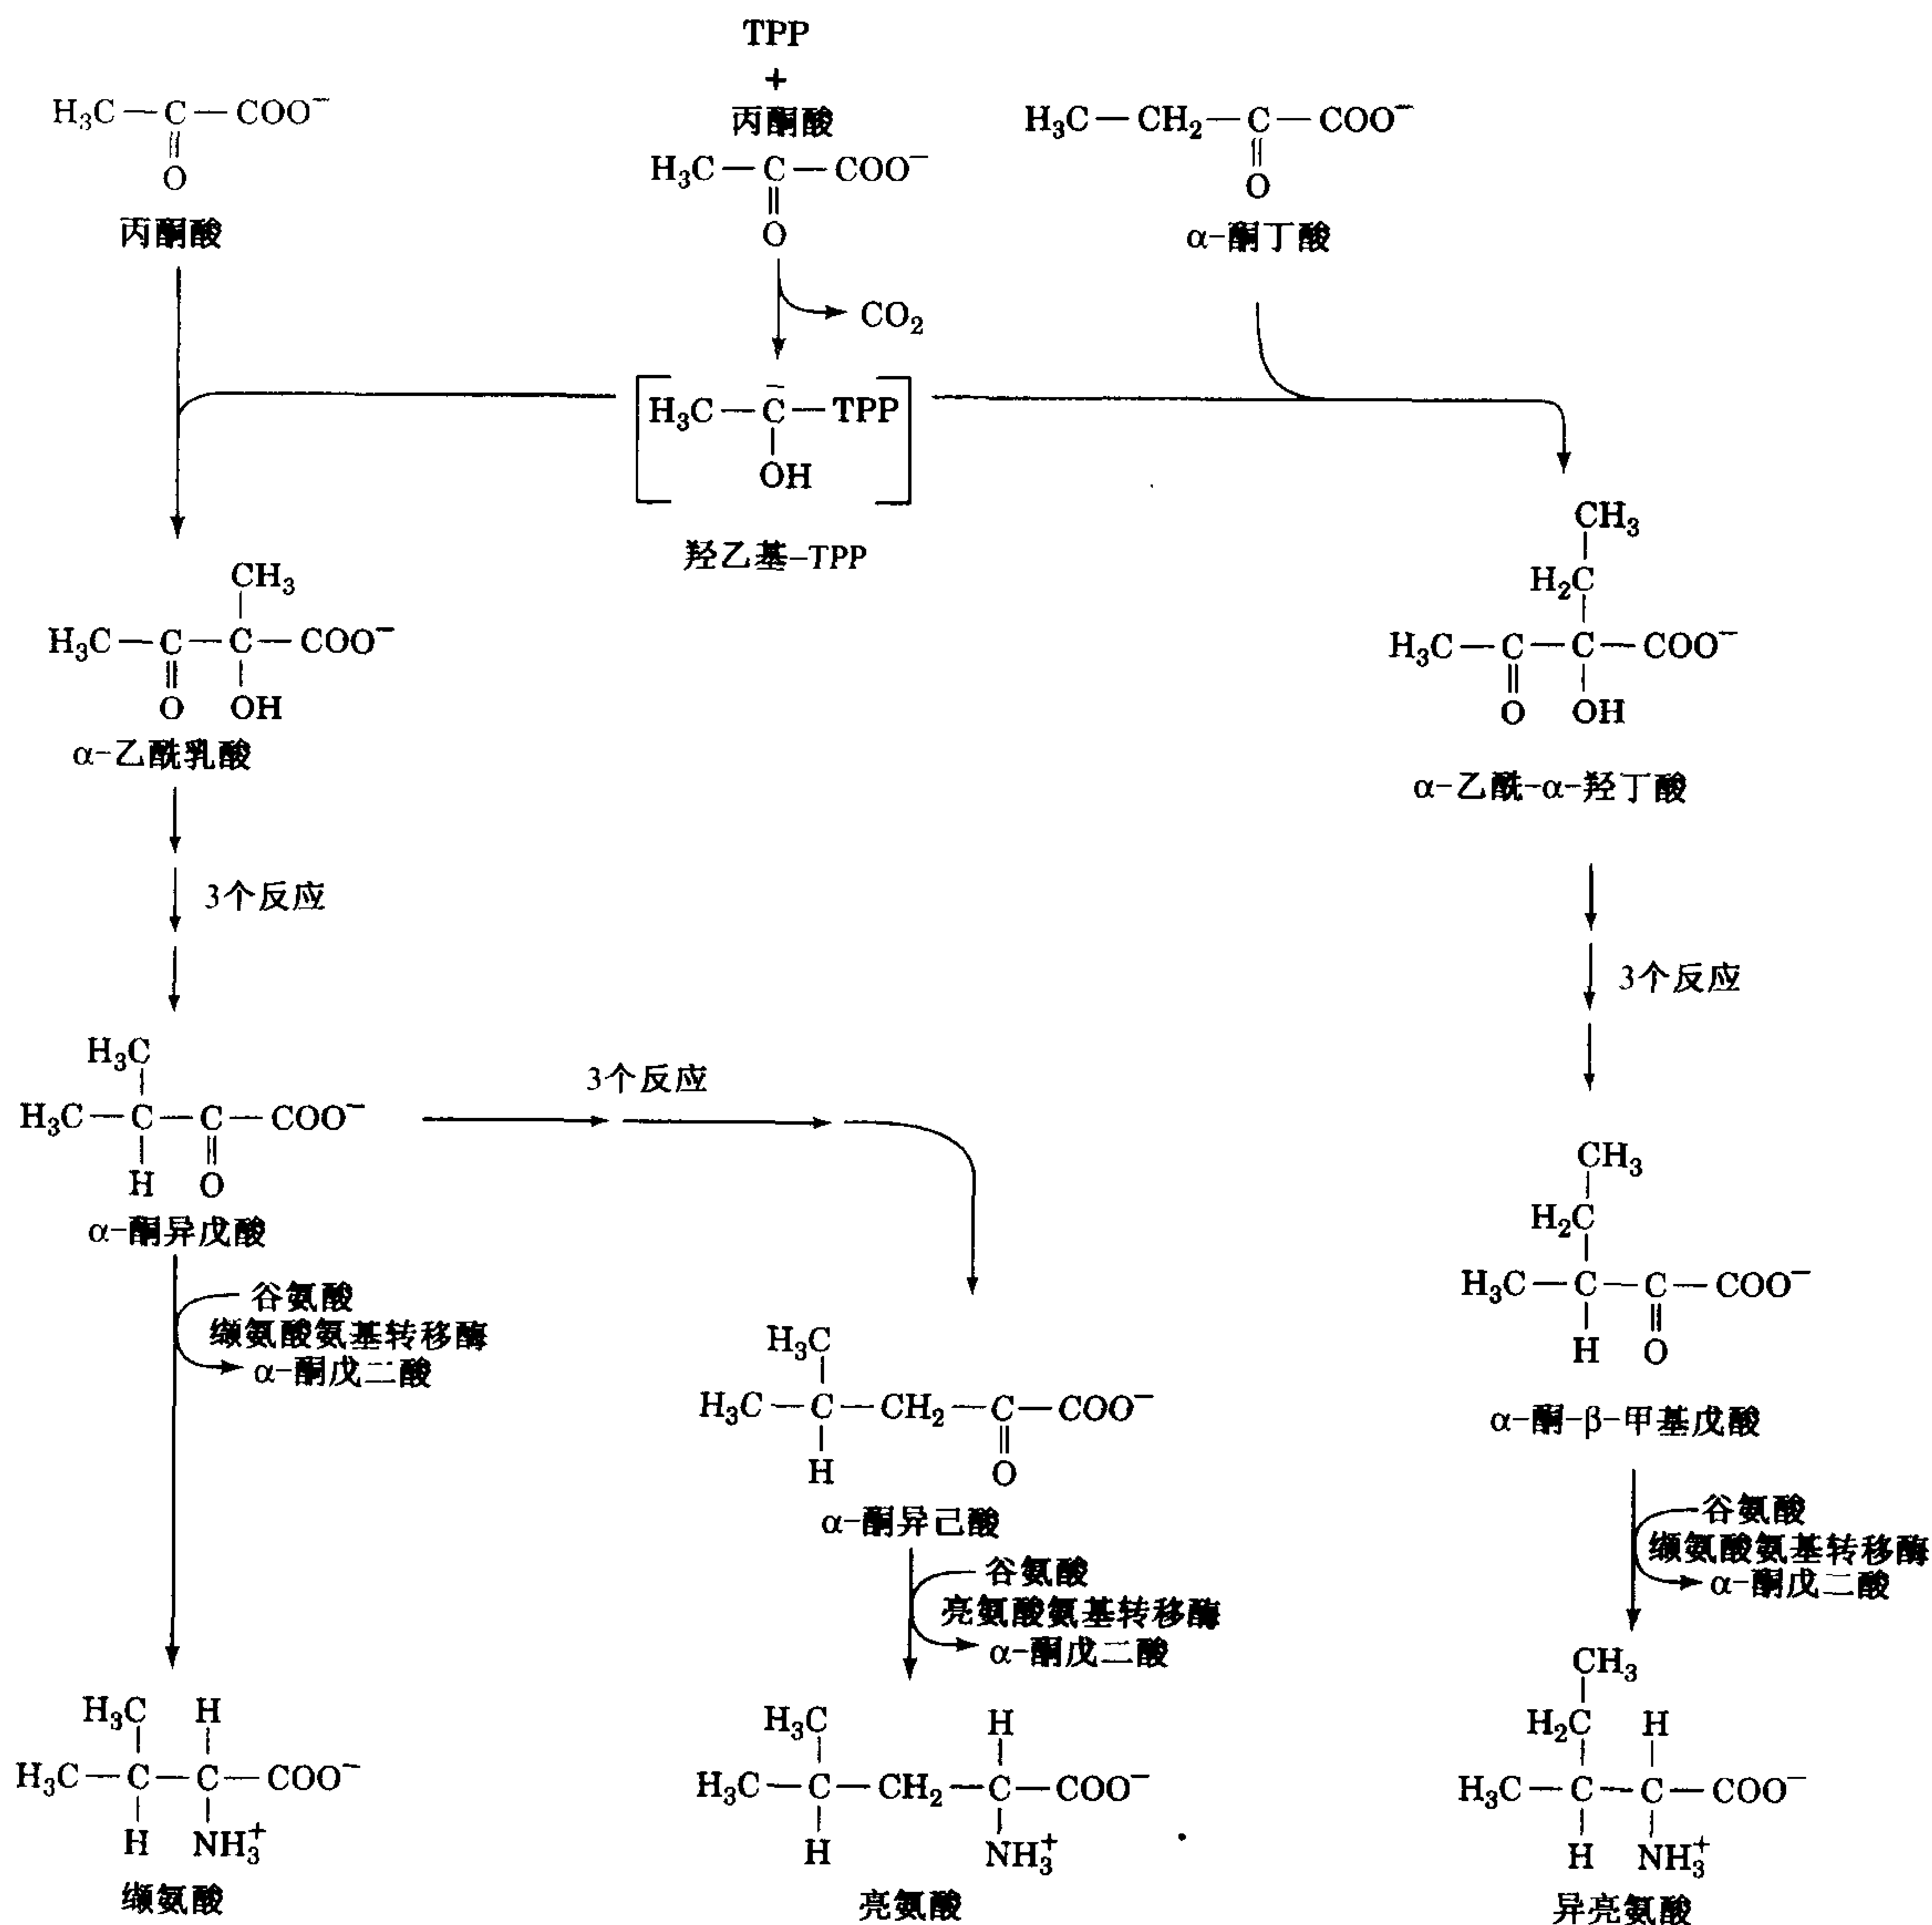 TPP
+
丙酮酸
H₃C—C—COO⁻
O
丙酮酸
H₃C—C—COO⁻
O
H₃C—CH₂—C—COO⁻
O
α-酮丁酸
CO₂
H₃C—C̄—TPP
OH
羟乙基-TPP
CH₃
H₃C—C—C—COO⁻
O OH
α-乙酰乳酸
CH₃
H₂C
H₃C—C—C—COO⁻
O OH
α-乙酰-α-羟丁酸
3个反应
3个反应
H₃C
H₃C—C—C—COO⁻
H O
α-酮异戊酸
3个反应
CH₃
H₂C
H₃C—C—C—COO⁻
H O
α-酮-β-甲基戊酸
谷氨酸
缬氨酸氨基转移酶
α-酮戊二酸
H₃C
H₃C—C—CH₂—C—COO⁻
H O
α-酮异己酸
谷氨酸
亮氨酸氨基转移酶
α-酮戊二酸
谷氨酸
缬氨酸氨基转移酶
α-酮戊二酸
H₃C H
H₃C—C—C—COO⁻
H NH₃⁺
缬氨酸
H₃C H
H₃C—C—CH₂—C—COO⁻
H NH₃⁺
亮氨酸
CH₃
H₂C H
H₃C—C—C—COO⁻
H NH₃⁺
异亮氨酸